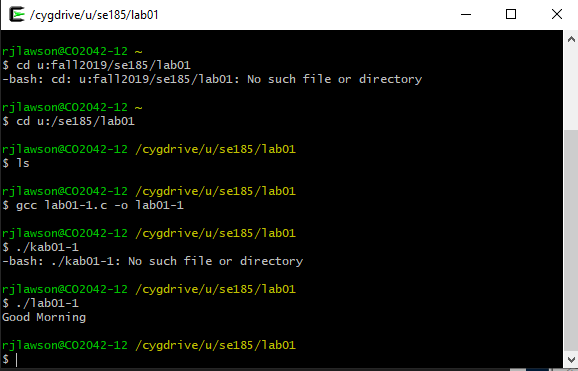 /cygdrive/u/se185/lab01
rjlawson@CO2042-12 ~
$ cd u:fall2019/se185/lab01
-bash: cd: u:fall2019/se185/lab01: No such file or directory
rjlawson@CO2042-12 ~
$ cd u:/se185/lab01
rjlawson@CO2042-12 /cygdrive/u/se185/lab01
$ ls
rjlawson@CO2042-12 /cygdrive/u/se185/lab01
$ gcc lab01-1.c -o lab01-1
rjlawson@CO2042-12 /cygdrive/u/se185/lab01
$ ./kab01-1
-bash: ./kab01-1: No such file or directory
rjlawson@CO2042-12 /cygdrive/u/se185/lab01
$ ./lab01-1
Good Morning
rjlawson@CO2042-12 /cygdrive/u/se185/lab01
$